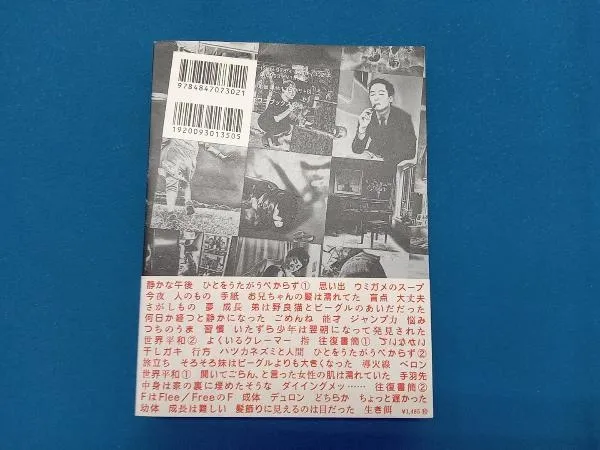 9784847073021
1920093013505
静かな午後 ひとをうたがうべからず① 思い出 ウミガメのスープ
今夜 人のもの 手紙 お兄ちゃんの髪は濡れてた 盲点 大丈夫
さがしもの 夢 成長 弟は野良猫とビーグルのあいだだった
何日か経つと静かになった ごめんね 能才 ジャンプ力 悩み
つちのうま 習慣 いたずら少年は翌朝になって発見された
世界平和② よくいるクレーマー 指 往復書簡①
干しガキ 行方 ハツカネズミと人間 ひとをうたがうべからず②
旅立ち そろそろ妹はビーグルよりも大きくなった 導火線 ベロン
世界平和① 開いてごらん、と言った女性の肌は濡れていた 手羽先
中身は家の裏に埋めたそうな ダイイングメッ…… 往復書簡②
FはFlee/FreeのF 成体 デュロン どちらか ちょっと遅かった
幼体 成長は難しい 髪飾りに見えるのは目だった 生き餌 ¥1,485